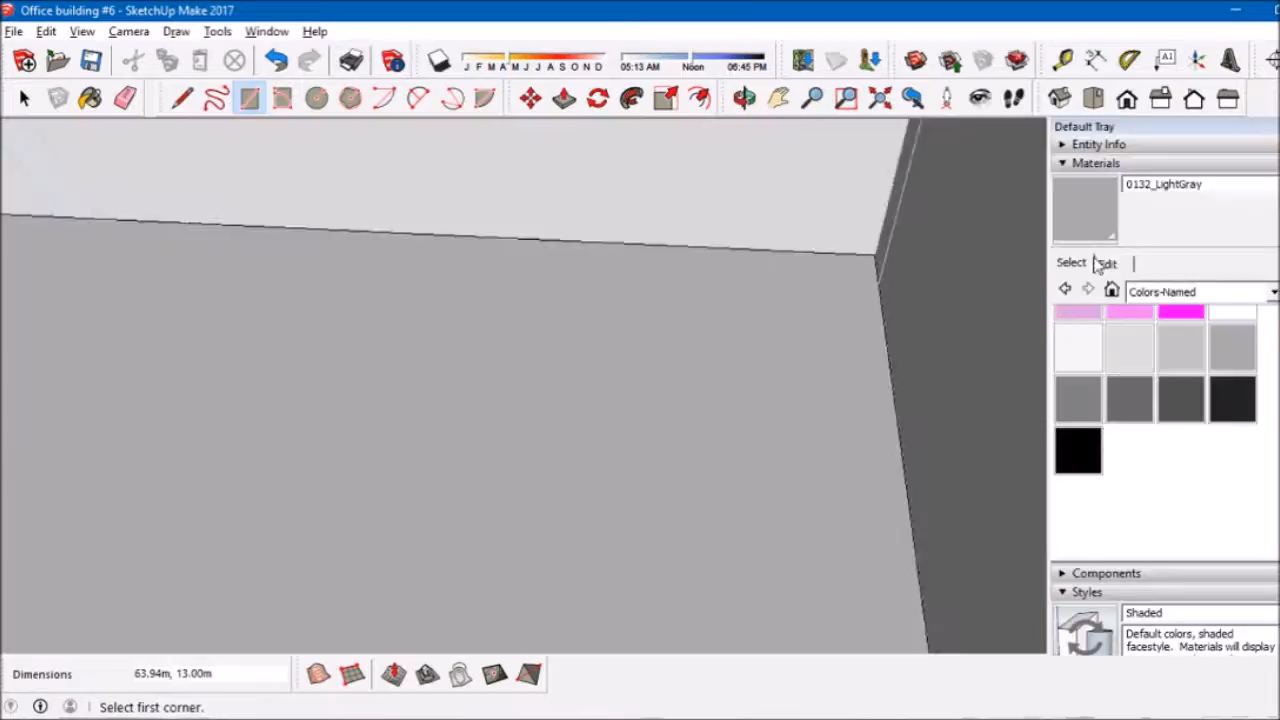 Office building #6 - SketchUp Make 2017
File Edit View Camera Draw Tools Window Help
J F M A M J J A S O N D
05:13 AM Noon 06:45 PM
A1
Default Tray
Entity Info
Materials
0132_LightGray
Select Edit
Colors-Named
Components
Styles
Shaded
Default colors, shaded
facestyle. Materials will display
Dimensions 63.94m, 13.00m
Select first corner.